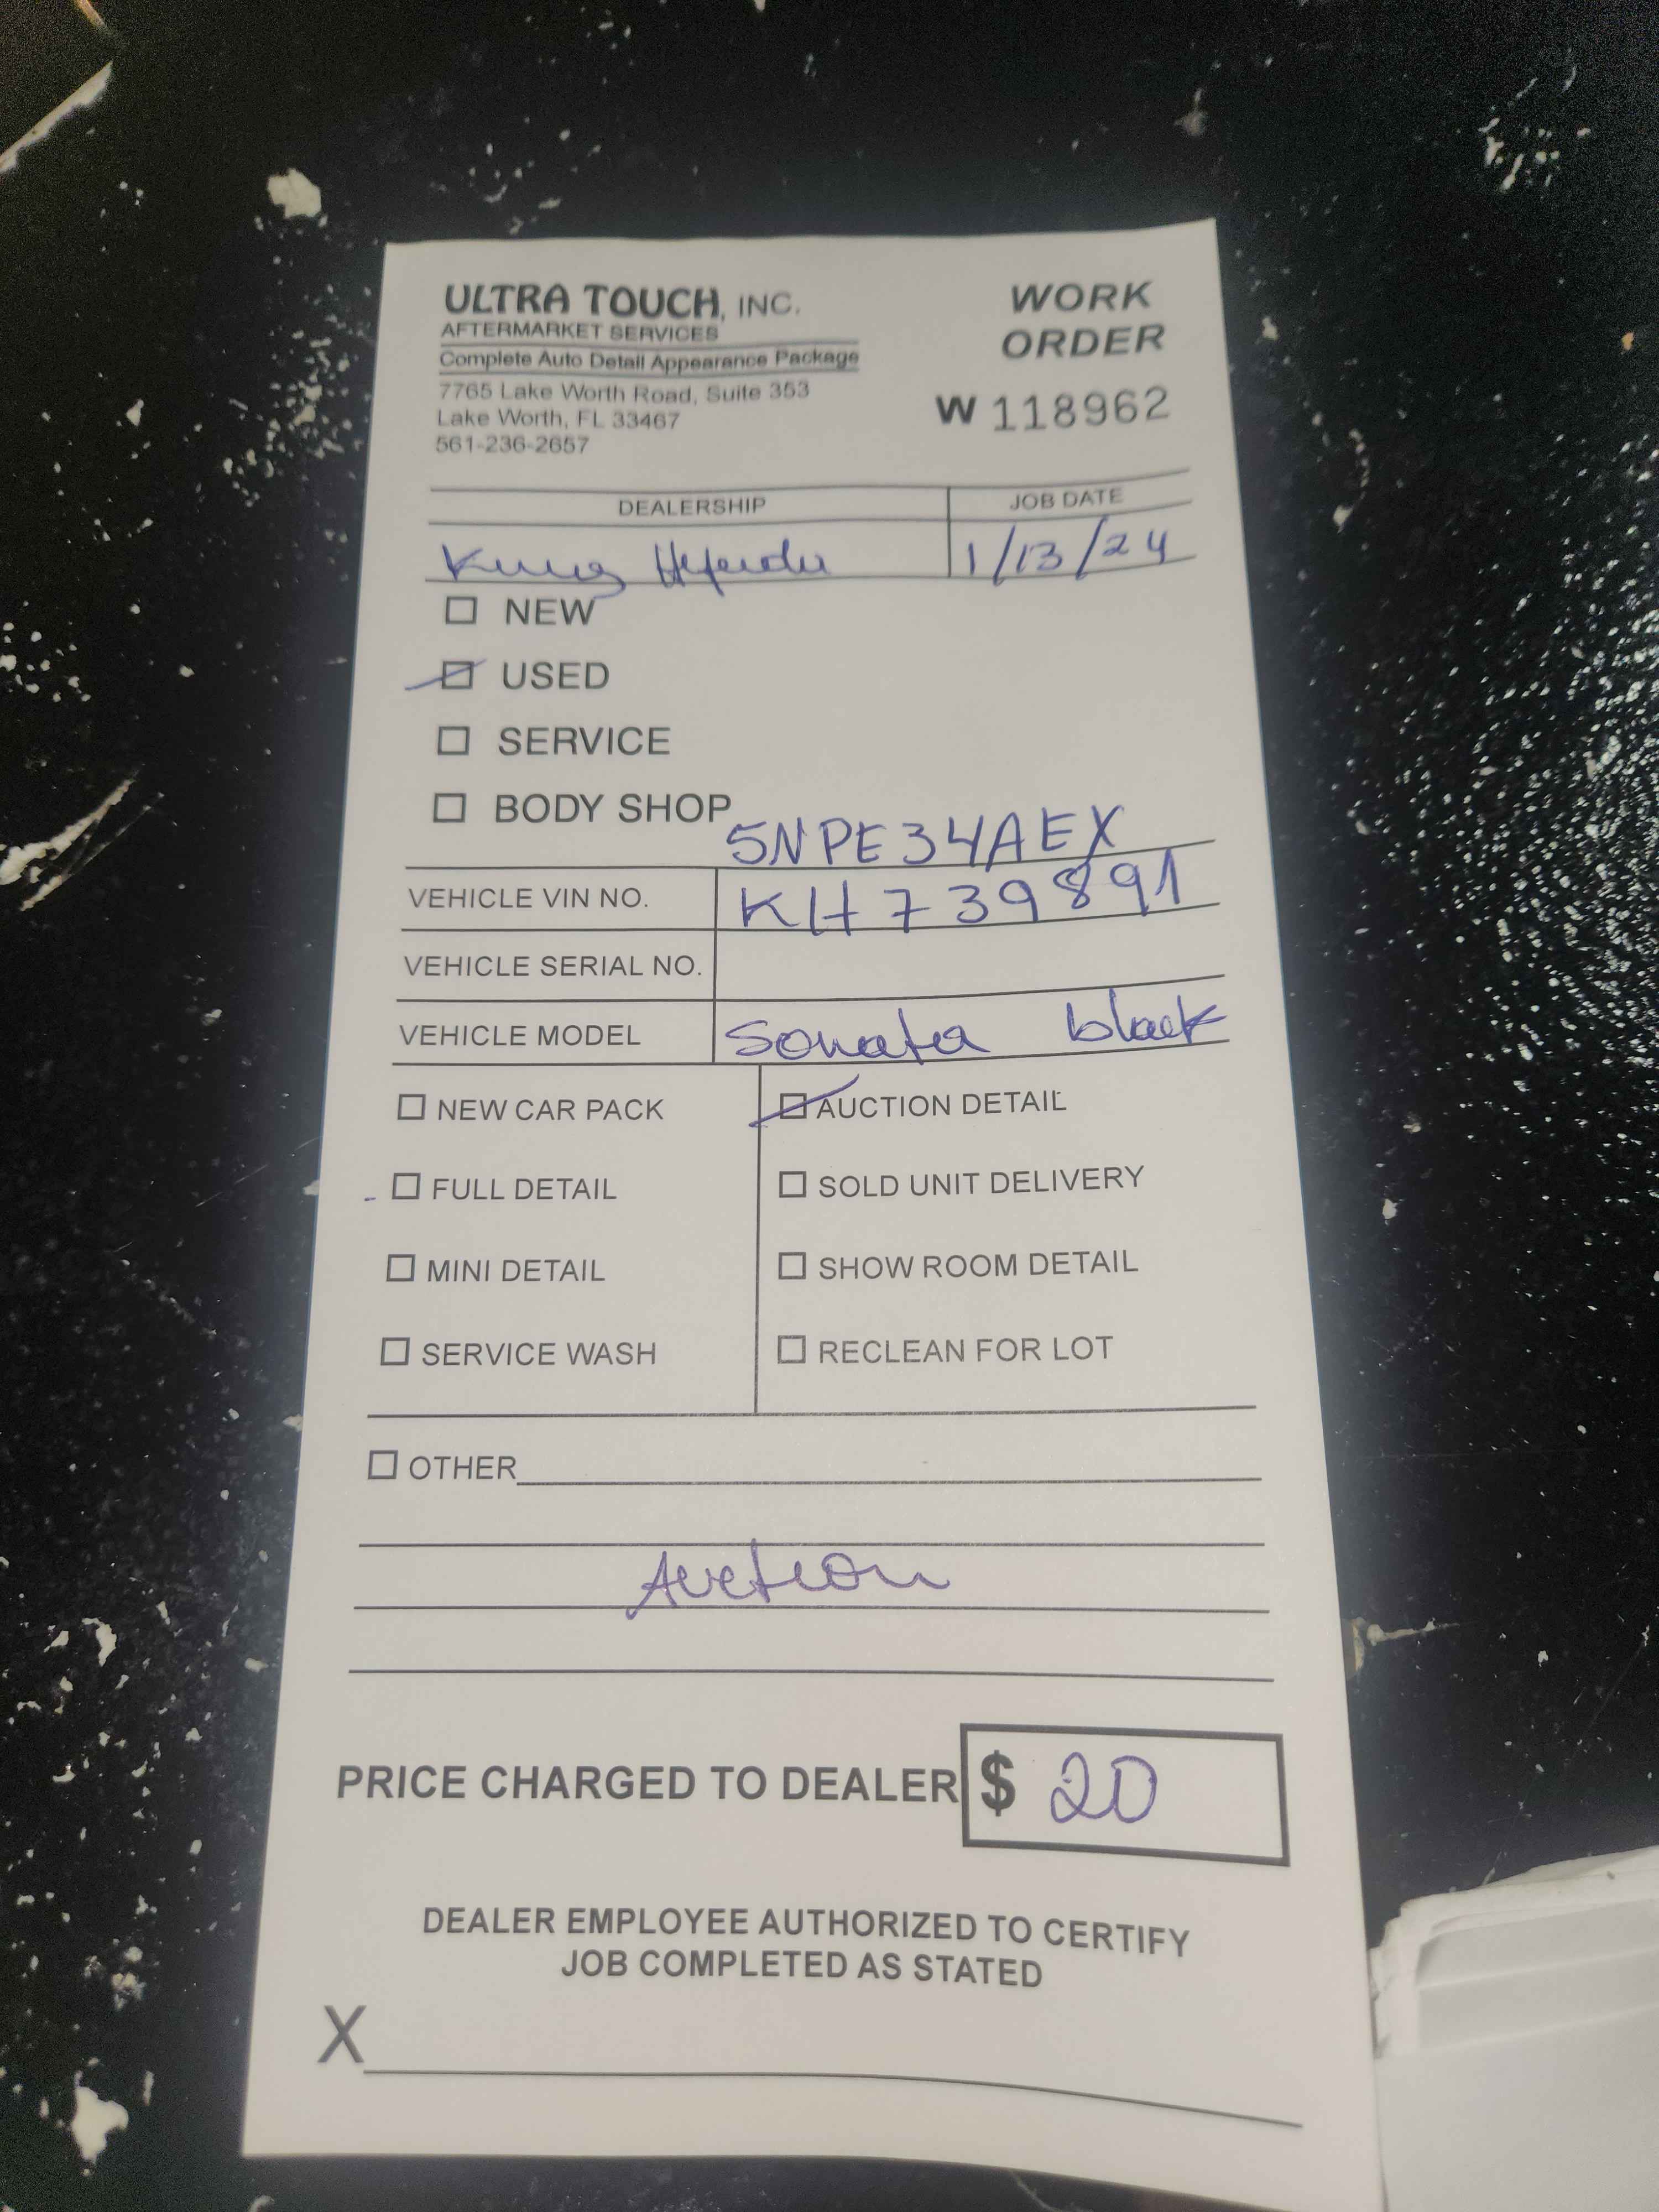 ULTRA TOUCH, INC.
AFTERMARKET SERVICES
Complete Auto Detail Appearance Package
7765 Lake Worth Road, Suite 353
Lake Worth, FL 33467
561-236-2657
WORK
ORDER
W 118962
DEALERSHIP JOB DATE
King 1/13/24
NEW
USED
SERVICE
BODY SHOP
5NPE34AEX
VEHICLE VIN NO. KH739891
VEHICLE SERIAL NO.
VEHICLE MODEL Sonata black
NEW CAR PACK AUCTION DETAIL
FULL DETAIL SOLD UNIT DELIVERY
MINI DETAIL SHOW ROOM DETAIL
SERVICE WASH RECLEAN FOR LOT
OTHER
Auction
PRICE CHARGED TO DEALER $ 20
DEALER EMPLOYEE AUTHORIZED TO CERTIFY
JOB COMPLETED AS STATED
X